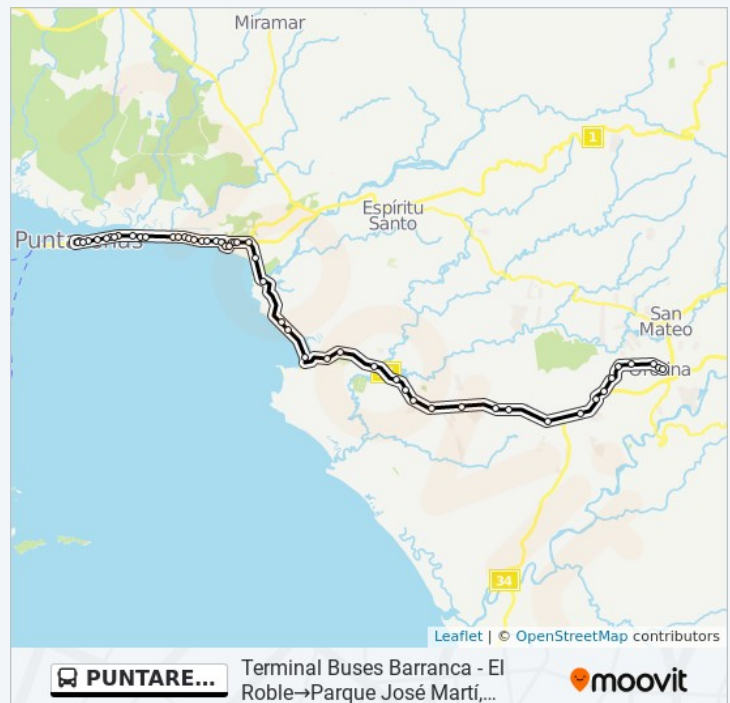 Miramar
1
Espíritu
Santo
Puntarenas
San
Mateo
Orotina
34
Leaflet | © OpenStreetMap contributors
PUNTARE... Terminal Buses Barranca - El
Roble→Parque José Martí,...
moovit